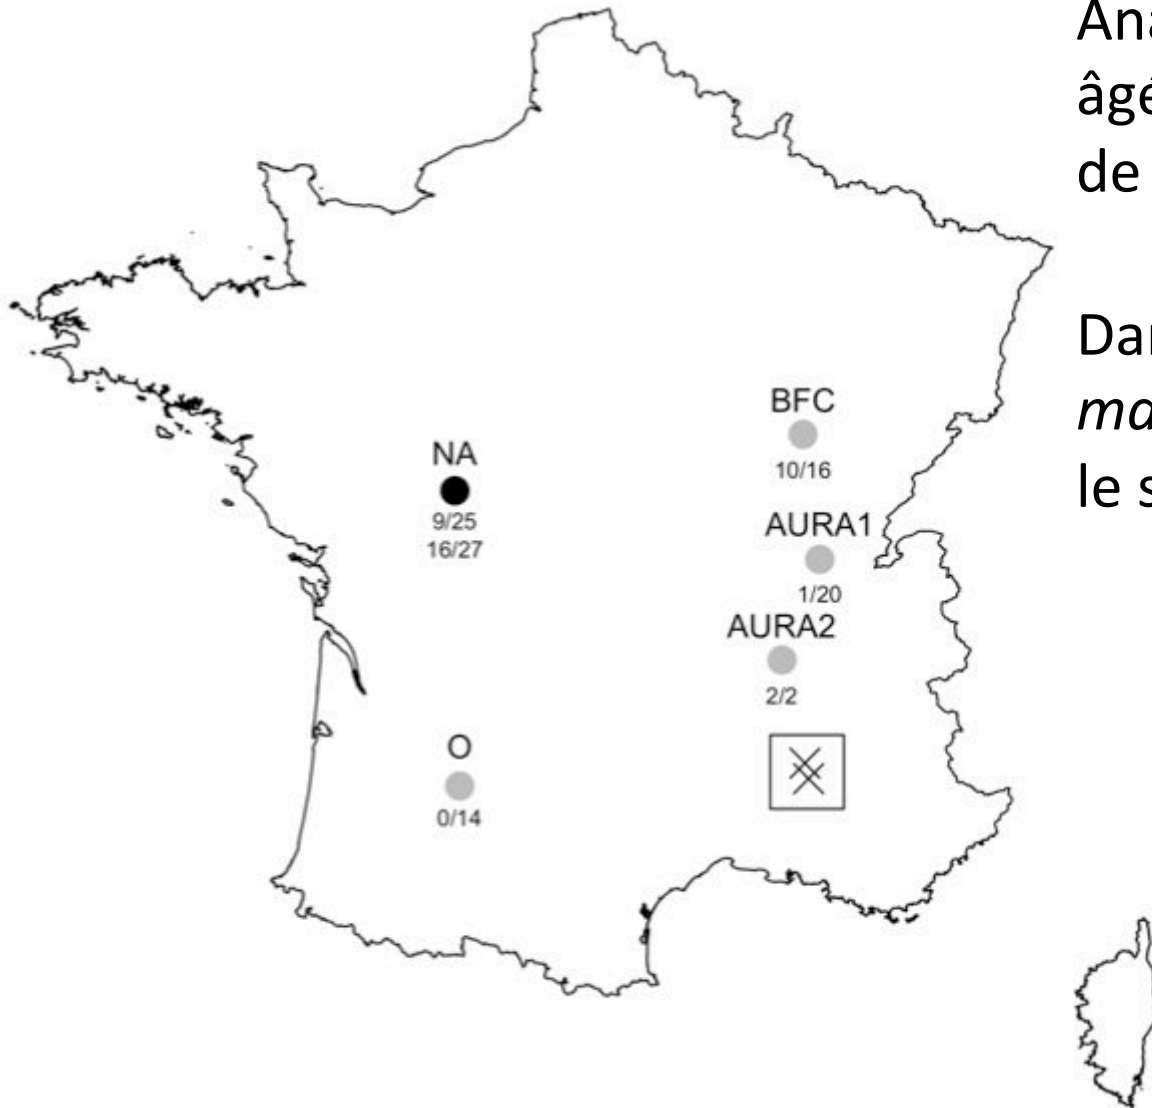 Ana
âgé
de
Dar
ma
le s
BFC
10/16
NA
9/25
16/27
AURA1
1/20
AURA2
2/2
O
0/14